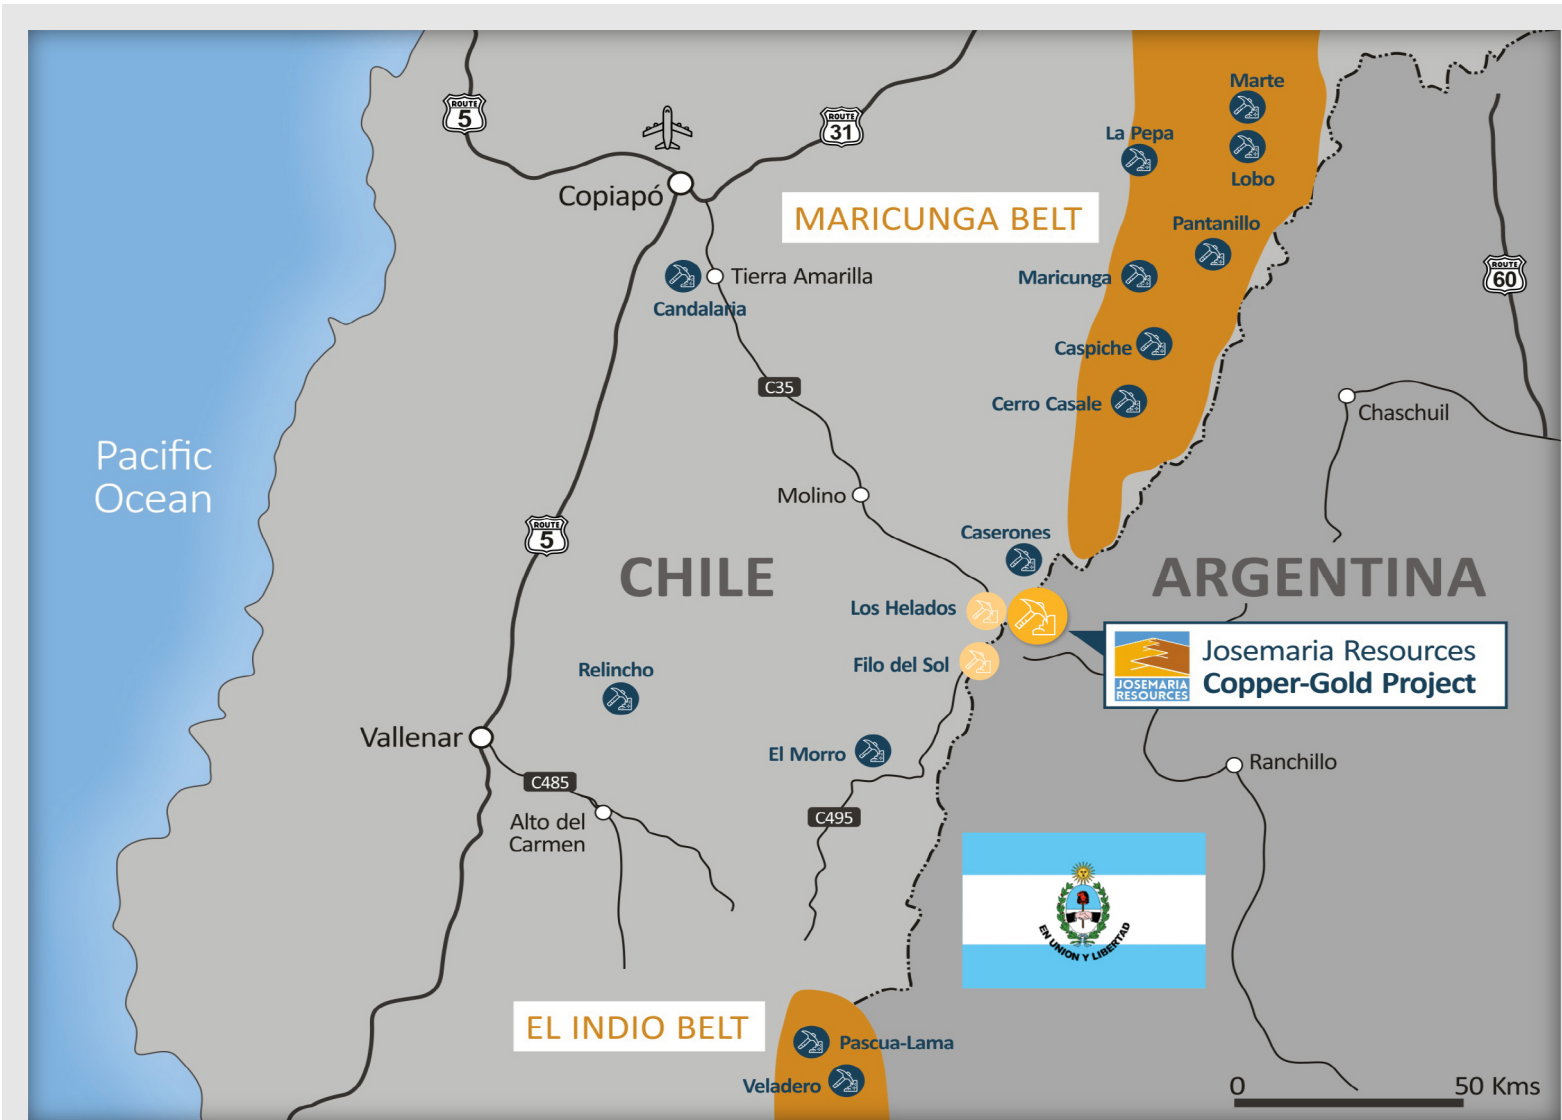 Marte
ROUTE
5
ROUTE
31
La Pepa
Lobo
Copiapó
MARICUNGA BELT
Pantanillo
Tierra Amarilla
Maricunga
ROUTE
60
Candalaria
Caspiche
C35
Cerro Casale
Chaschuil
Pacific
Ocean
Molino
ROUTE
5
Caserones
CHILE
ARGENTINA
Los Helados
Filo del Sol
JOSEMARIA
RESOURCES
Josemaria Resources
Copper-Gold Project
Relincho
Vallenar
El Morro
Ranchillo
C485
C495
Alto del
Carmen
EN UNION Y LIBERTAD
EL INDIO BELT
Pascua-Lama
Veladero
0 50 Kms